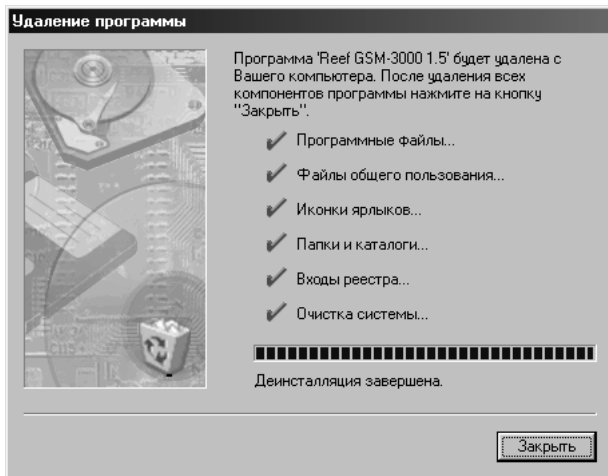 Удаление программы
Программа 'Reef GSM-3000 1.5' будет удалена с
Вашего компьютера. После удаления всех
компонентов программы нажмите на кнопку
"Закрыть".
Программные файлы...
Файлы общего пользования...
Иконки ярлыков...
Папки и каталоги...
Входы реестра...
Очистка системы...
Деинсталляция завершена.
Закрыть